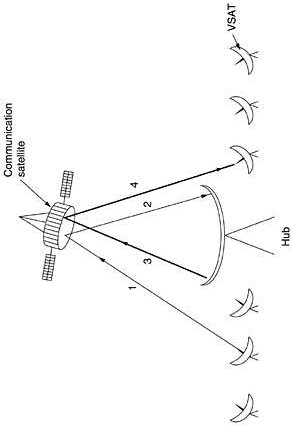 Communication
satellite
VSAT
1
2
3
4
Hub